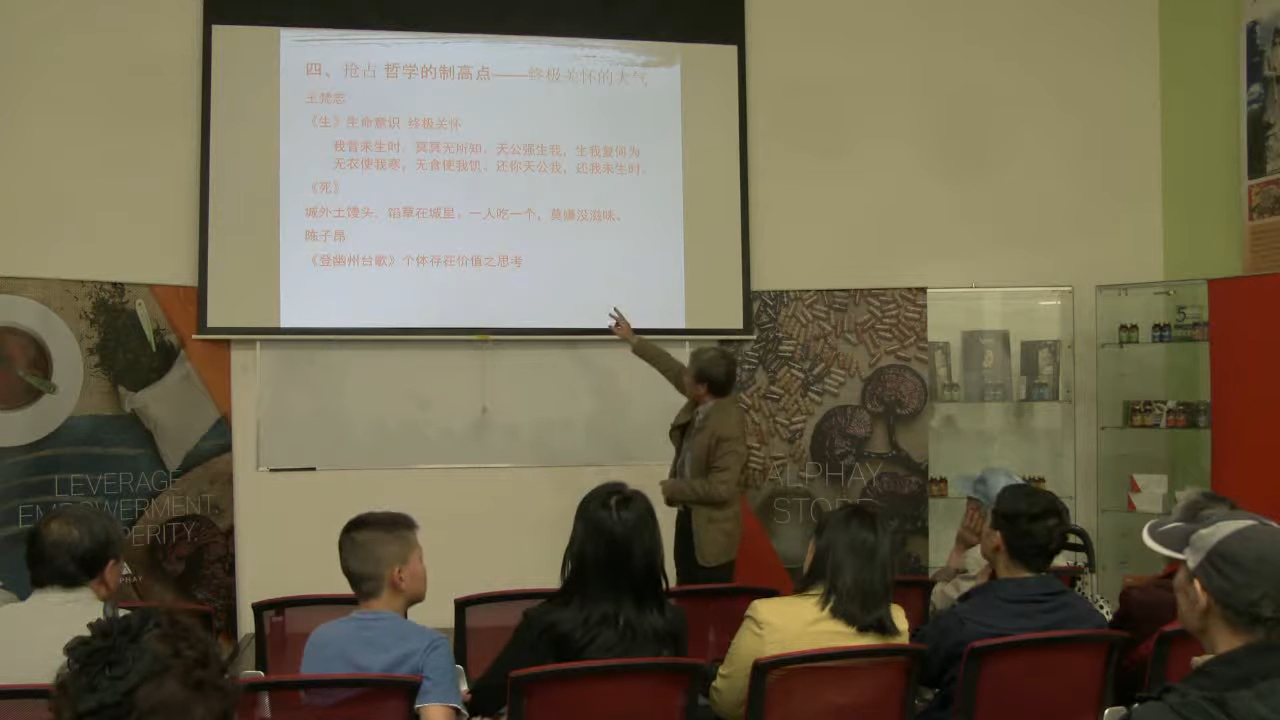 四、抢占 哲学的制高点——终极关怀的大气
王梵志
《生》生命意识 终极关怀
我昔未生时，冥冥无所知。天公强生我，生我复何为
无衣使我寒，无食使我饥。还你天公我，还我未生时。
《死》
城外土馒头，馅草在城里。一人吃一个，莫嫌没滋味。
陈子昂
《登幽州台歌》个体存在价值之思考
LEVERAGE
EMPOWERMENT
PERITY.
ALPHAY
STORE
5